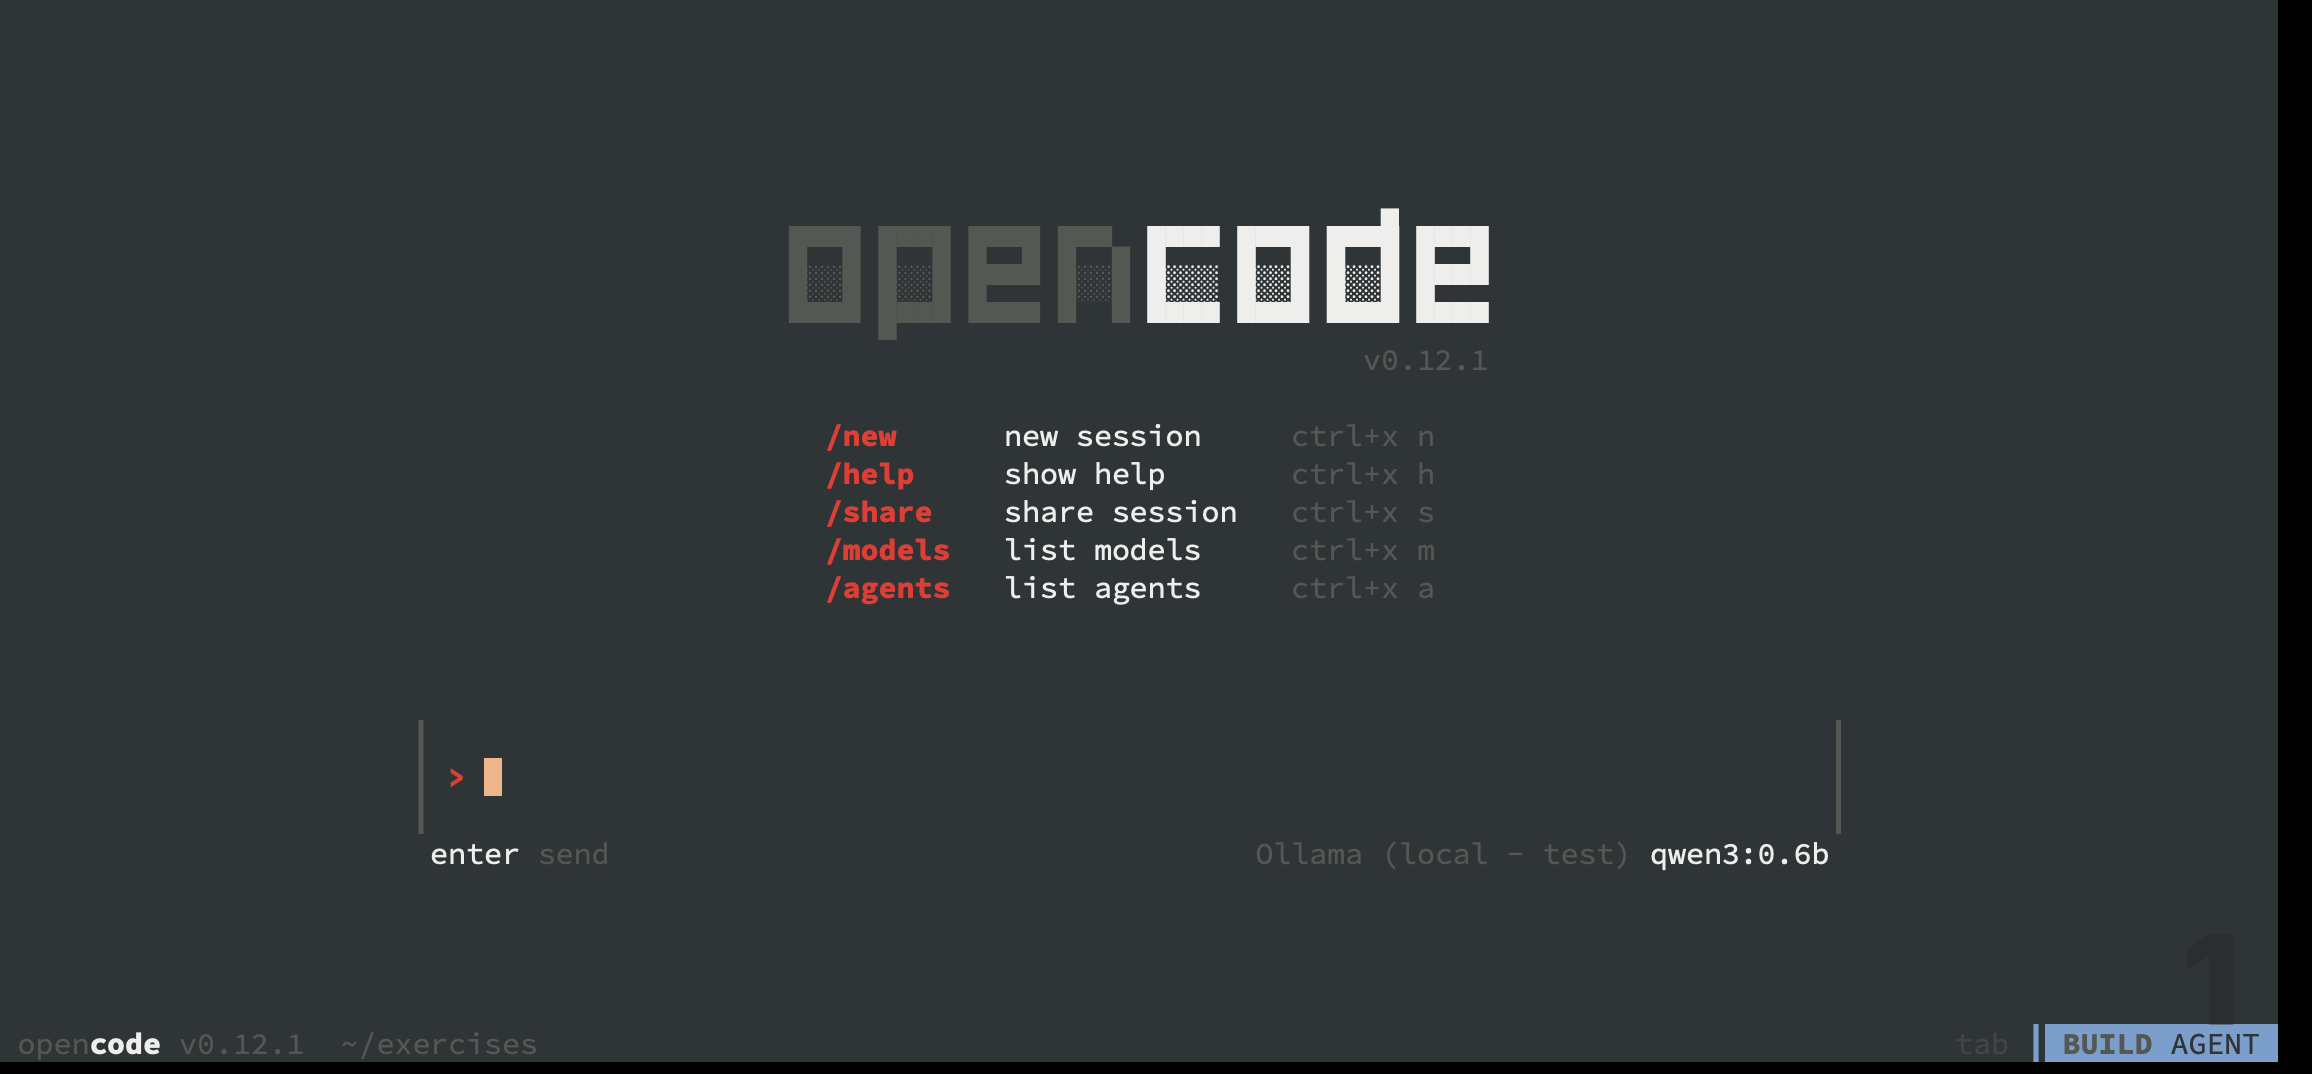 opencode
v0.12.1
/new new session ctrl+x n
/help show help ctrl+x h
/share share session ctrl+x s
/models list models ctrl+x m
/agents list agents ctrl+x a
>
enter send Ollama (local - test) qwen3:0.6b
1
opencode v0.12.1 ~/exercises tab BUILD AGENT